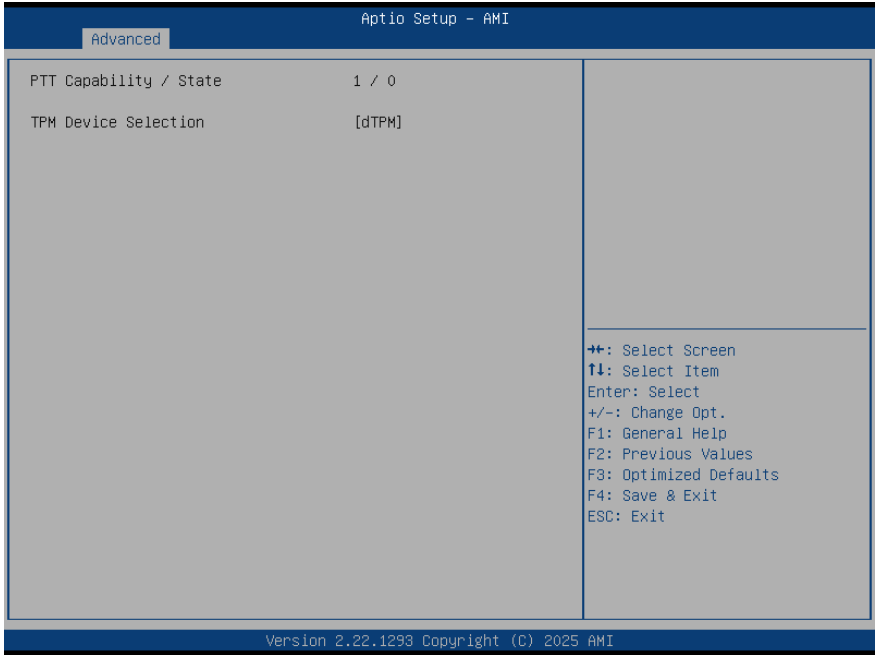 Aptio Setup – AMI
Advanced
PTT Capability / State 1 / 0
TPM Device Selection [dTPM]
→←: Select Screen
↑↓: Select Item
Enter: Select
+/-: Change Opt.
F1: General Help
F2: Previous Values
F3: Optimized Defaults
F4: Save & Exit
ESC: Exit
Version 2.22.1293 Copyright (C) 2025 AMI